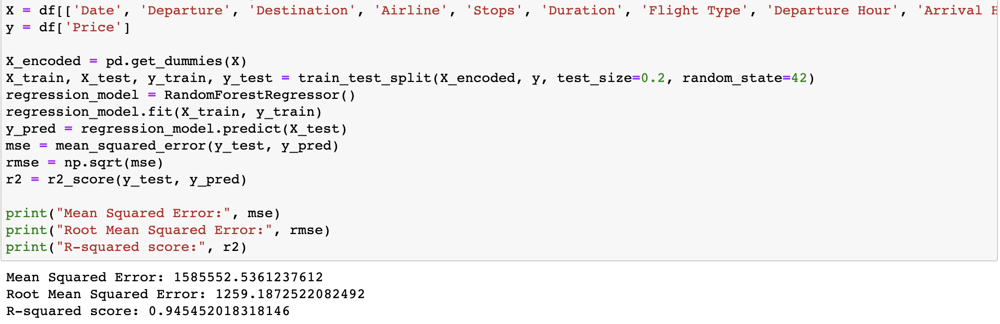 X = df[['Date', 'Departure', 'Destination', 'Airline', 'Stops', 'Duration', 'Flight Type', 'Departure Hour', 'Arrival H
y = df['Price']
X_encoded = pd.get_dummies(X)
X_train, X_test, y_train, y_test = train_test_split(X_encoded, y, test_size=0.2, random_state=42)
regression_model = RandomForestRegressor()
regression_model.fit(X_train, y_train)
y_pred = regression_model.predict(X_test)
mse = mean_squared_error(y_test, y_pred)
rmse = np.sqrt(mse)
r2 = r2_score(y_test, y_pred)
print("Mean Squared Error:", mse)
print("Root Mean Squared Error:", rmse)
print("R-squared score:", r2)
Mean Squared Error: 1585552.5361237612
Root Mean Squared Error: 1259.1872522082492
R-squared score: 0.945452018318146